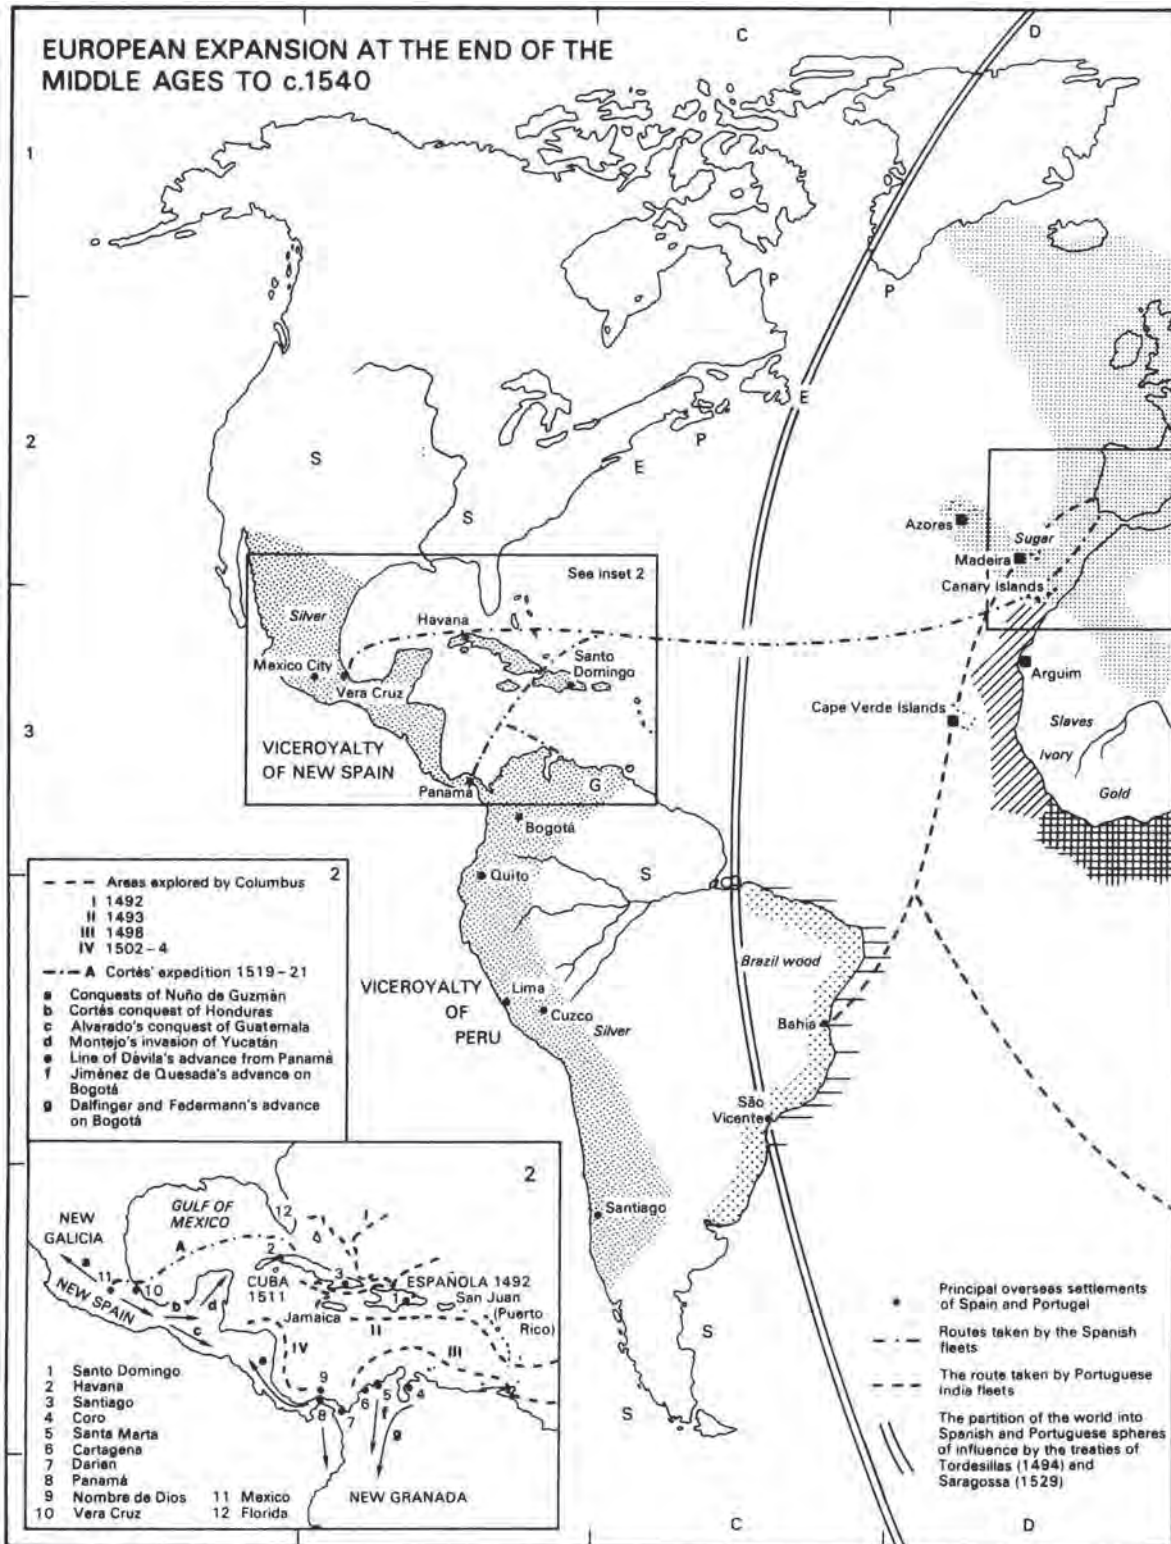 EUROPEAN EXPANSION AT THE END OF THE
MIDDLE AGES TO c.1540
C
D
1
P
P
E
2
S
P
E
S
Azores
Sugar
Madeira
Canary Islands
See inset 2
Silver
Havana
Mexico City
Vera Cruz
Santo
Domingo
Arguim
Cape Verde Islands
3
Slaves
Ivory
Gold
VICEROYALTY
OF NEW SPAIN
Panamá
G
Bogotá
Quito
S
Brazil wood
VICEROYALTY
OF
PERU
Lima
Cuzco
Silver
Bahia
São
Vicente
Santiago
S
S
2
Areas explored by Columbus
I 1492
II 1493
III 1498
IV 1502–4
A Cortés' expedition 1519–21
a Conquests of Nuño de Guzmán
b Cortés conquest of Honduras
c Alvarado's conquest of Guatemala
d Montejo's invasion of Yucatán
Line of Dávila's advance from Panamá
f Jiménez de Quesada's advance on
Bogotá
g Dalfinger and Federmann's advance
on Bogotá
2
GULF OF
MEXICO
12
I
NEW
GALICIA
A
a
2
3
11
10
CUBA
1511
ESPAÑOLA 1492
1
San Juan
(Puerto
Rico)
NEW SPAIN
b
d
Jamaica
c
II
IV
III
9
8
7
6
5
4
f
g
NEW GRANADA
1 Santo Domingo
2 Havana
3 Santiago
4 Coro
5 Santa Marta
6 Cartagena
7 Darien
8 Panamá
9 Nombre de Dios
10 Vera Cruz
11 Mexico
12 Florida
Principal overseas settlements
of Spain and Portugal
Routes taken by the Spanish
fleets
The route taken by Portuguese
India fleets
The partition of the world into
Spanish and Portuguese spheres
of influence by the treaties of
Tordesillas (1494) and
Saragossa (1529)
C
D